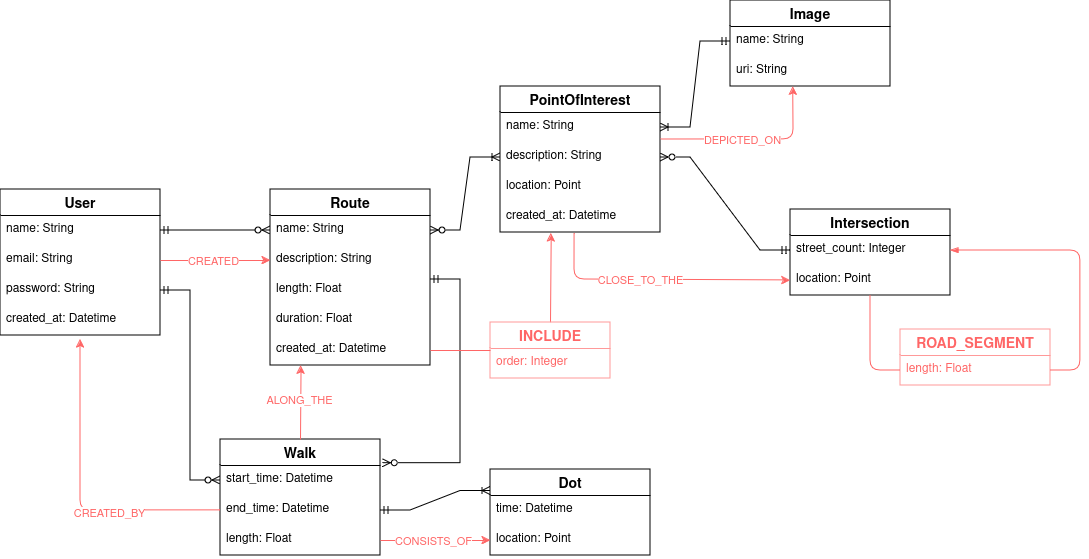 Image
name: String
uri: String
PointOfInterest
name: String
description: String
location: Point
created_at: Datetime
DEPICTED_ON
User
name: String
email: String
password: String
created_at: Datetime
CREATED
Route
name: String
description: String
length: Float
duration: Float
created_at: Datetime
Intersection
street_count: Integer
location: Point
CLOSE_TO_THE
INCLUDE
order: Integer
ROAD_SEGMENT
length: Float
ALONG_THE
Walk
start_time: Datetime
end_time: Datetime
length: Float
CREATED_BY
CONSISTS_OF
Dot
time: Datetime
location: Point